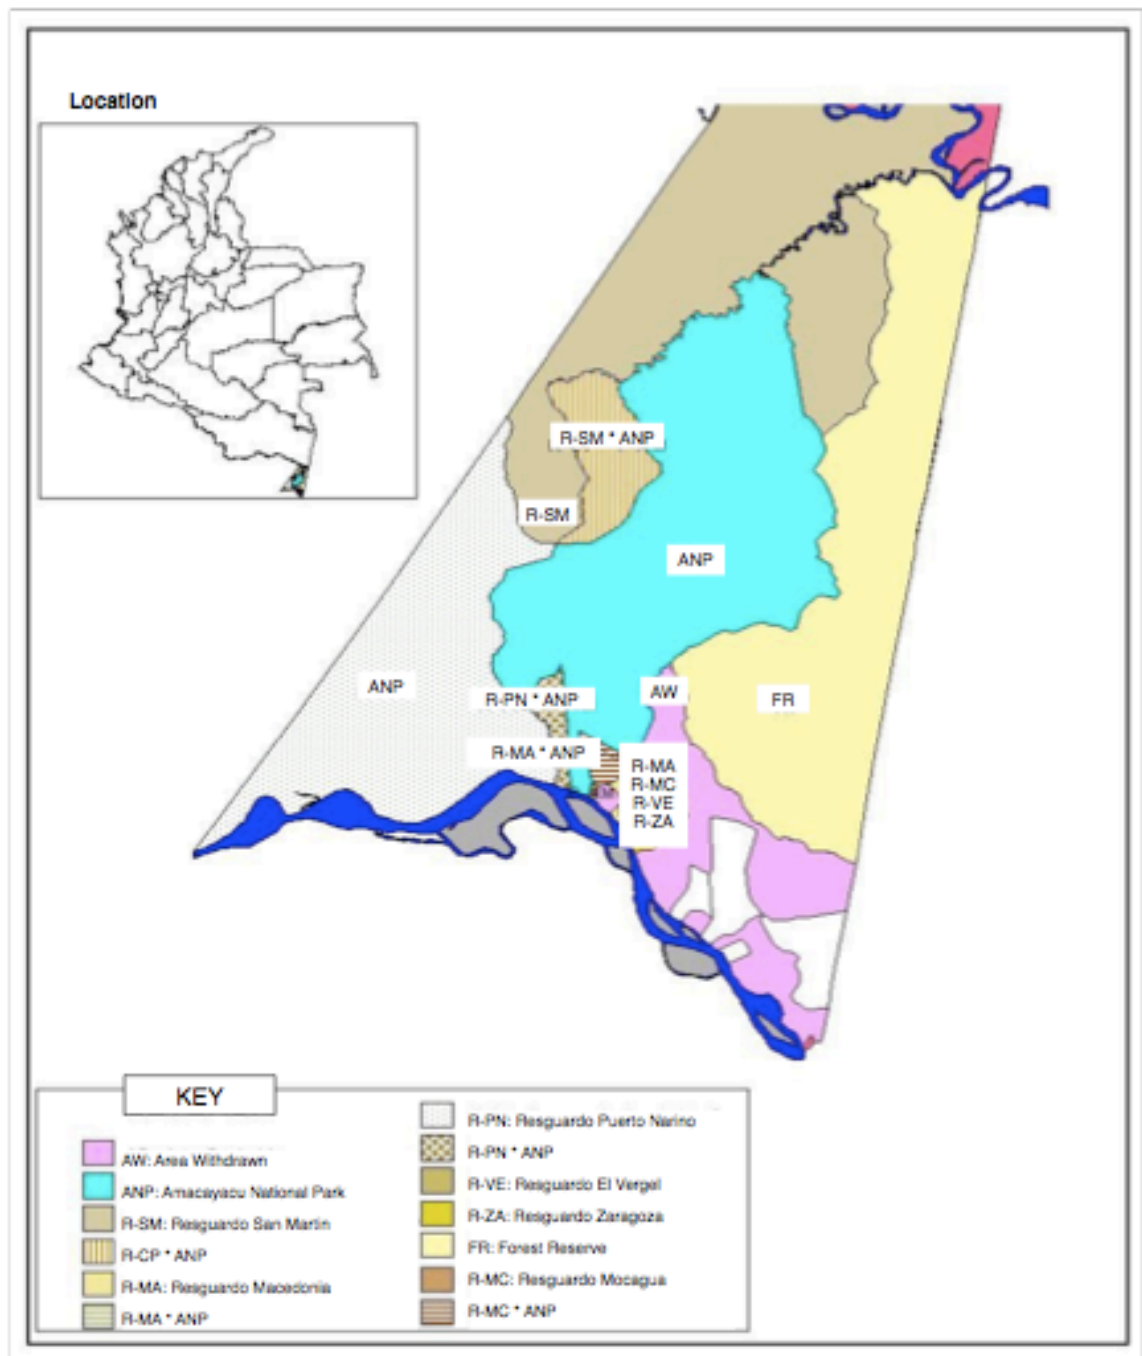 Location
R-SM * ANP
R-SM
ANP
ANP
R-PN * ANP
AW
FR
R-MA * ANP
R-MA
R-MC
R-VE
R-ZA
KEY
AW: Area Withdrawn
ANP: Amacayacu National Park
R-SM: Resguardo San Martin
R-CP * ANP
R-MA: Resguardo Macedonia
R-MA * ANP
R-PN: Resguardo Puerto Narino
R-PN * ANP
R-VE: Resguardo El Vergel
R-ZA: Resguardo Zaragoza
FR: Forest Reserve
R-MC: Resguardo Mocagua
R-MC * ANP